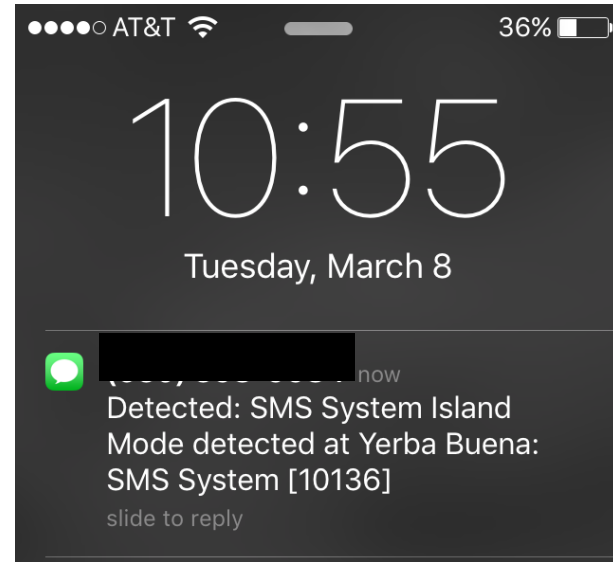 AT&T 36%
10:55
Tuesday, March 8
now
Detected: SMS System Island
Mode detected at Yerba Buena:
SMS System [10136]
slide to reply